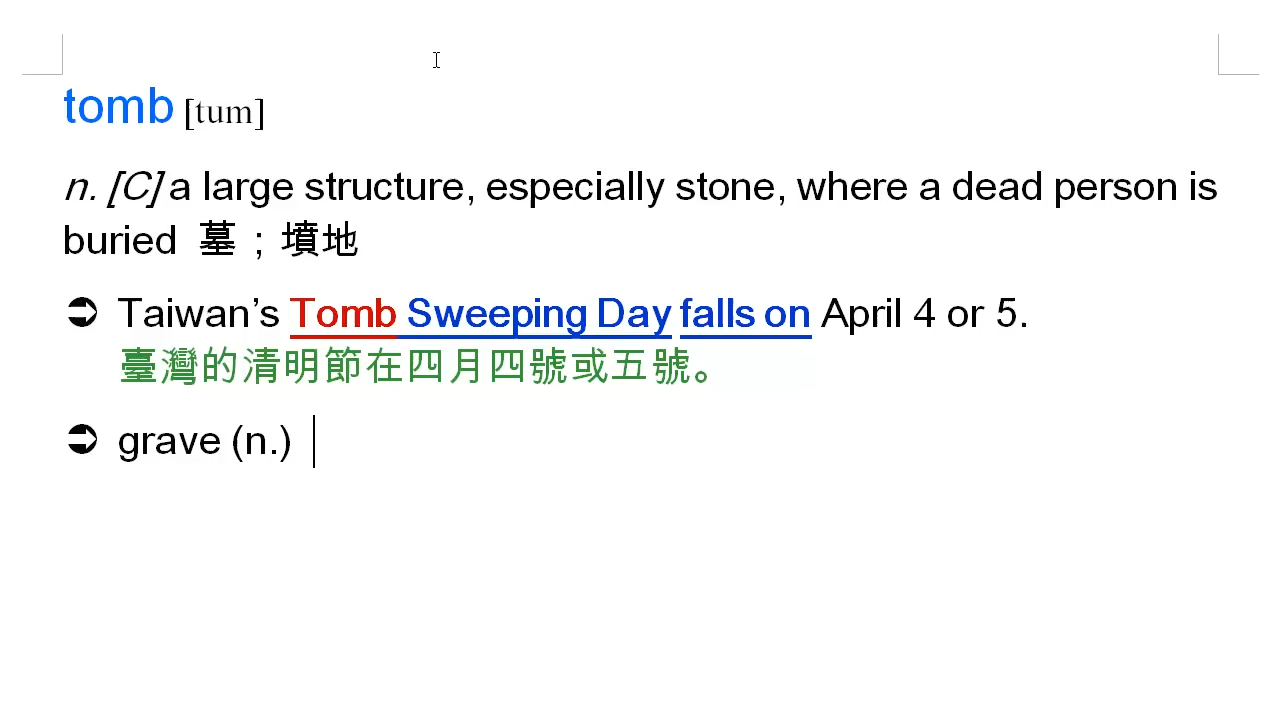 tomb [tum]
n. [C] a large structure, especially stone, where a dead person is
buried 墓；墳地
➲ Taiwan’s Tomb Sweeping Day falls on April 4 or 5.
臺灣的清明節在四月四號或五號。
➲ grave (n.)